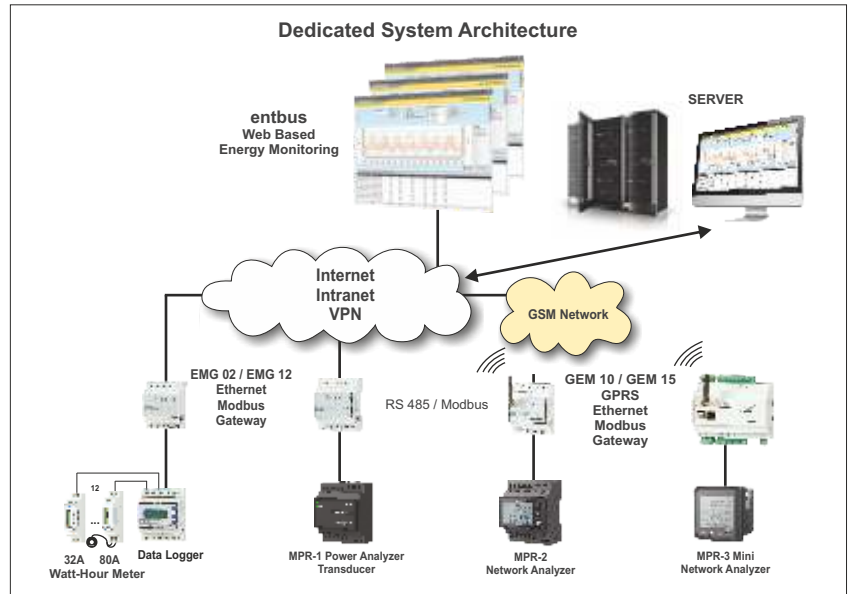 Dedicated System Architecture
entbus
Web Based
Energy Monitoring
SERVER
Internet
Intranet
VPN
GSM Network
EMG 02 / EMG 12
Ethernet
Modbus
Gateway
RS 485 / Modbus
GEM 10 / GEM 15
GPRS
Ethernet
Modbus
Gateway
12
...
32A
80A
Watt-Hour Meter
Data Logger
MPR-1 Power Analyzer
Transducer
MPR-2
Network Analyzer
MPR-3 Mini
Network Analyzer